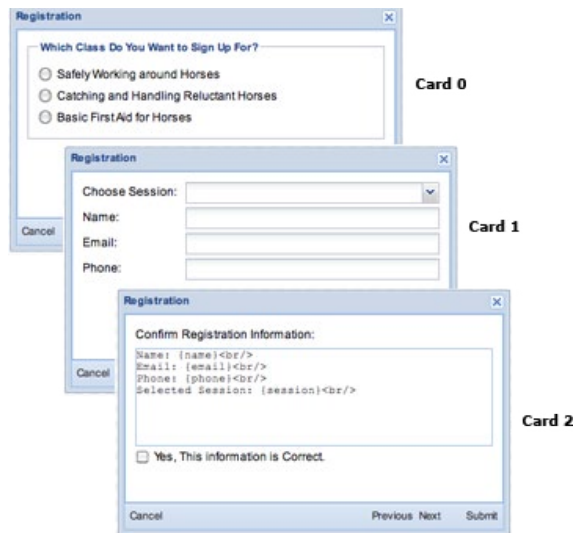 Registration
Which Class Do You Want to Sign Up For?
Safely Working around Horses
Catching and Handling Reluctant Horses
Basic First Aid for Horses
Cancel
Card 0
Registration
Choose Session:
Name:
Email:
Phone:
Cancel
Card 1
Registration
Confirm Registration Information:
Name: {name}<br/>
Email: {email}<br/>
Phone: {phone}<br/>
Selected Session: {session}<br/>
Yes, This information is Correct.
Cancel Previous Next Submit
Card 2